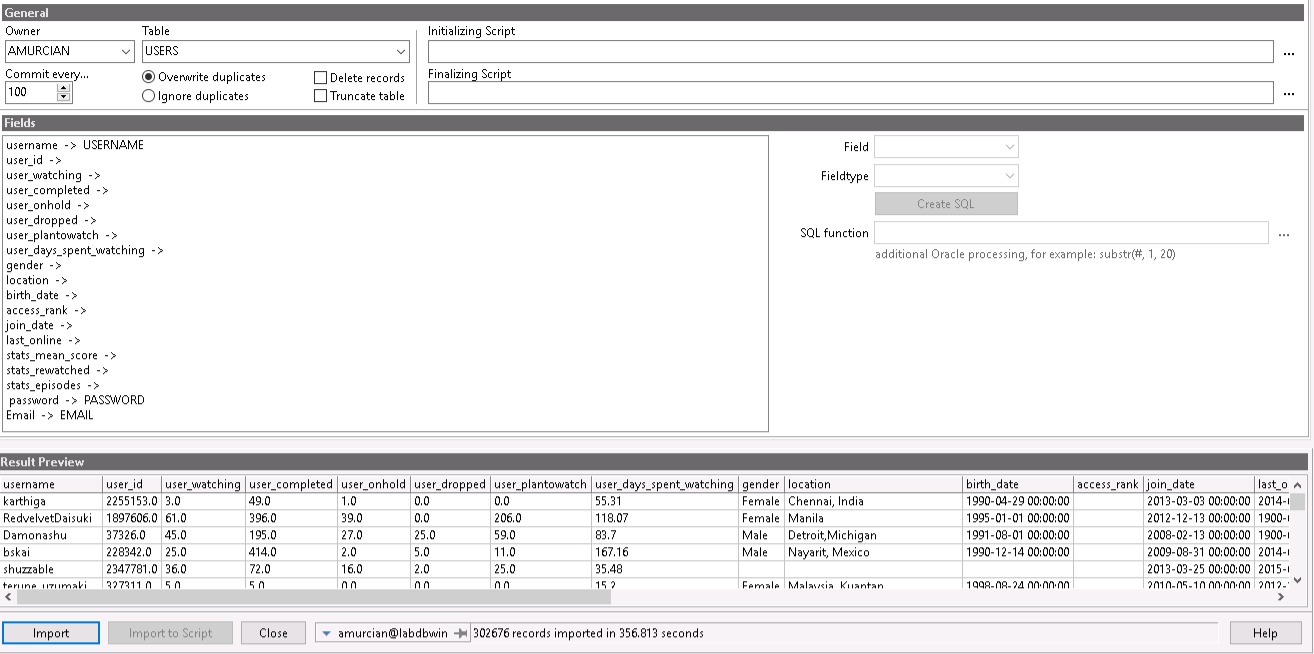 General
Owner Table Initializing Script
AMURCIAN USERS ...
Commit every... Overwrite duplicates Delete records Finalizing Script
100 Ignore duplicates Truncate table ...
Fields
username -> USERNAME
user_id ->
user_watching ->
user_completed ->
user_onhold ->
user_dropped ->
user_plantowatch ->
user_days_spent_watching ->
gender ->
location ->
birth_date ->
access_rank ->
join_date ->
last_online ->
stats_mean_score ->
stats_rewatched ->
stats_episodes ->
password -> PASSWORD
Email -> EMAIL
Field
Fieldtype
Create SQL
SQL function ...
additional Oracle processing, for example: substr(#, 1, 20)
Result Preview
username user_id user_watching user_completed user_onhold user_dropped user_plantowatch user_days_spent_watching gender location birth_date access_rank join_date last_o
karthiga 2255153.0 3.0 49.0 1.0 0.0 0.0 55.31 Female Chennai, India 1990-04-29 00:00:00 2013-03-03 00:00:00 2014-
RedvelvetDaisuki 1897606.0 61.0 396.0 39.0 0.0 206.0 118.07 Female Manila 1995-01-01 00:00:00 2012-12-13 00:00:00 1900-
Damonashu 37326.0 45.0 195.0 27.0 25.0 59.0 83.7 Male Detroit,Michigan 1991-08-01 00:00:00 2008-02-13 00:00:00 1900-
bskai 228342.0 25.0 414.0 2.0 5.0 11.0 167.16 Male Nayarit, Mexico 1990-12-14 00:00:00 2009-08-31 00:00:00 2014-
shuzzable 2347781.0 36.0 72.0 16.0 2.0 25.0 35.48 2013-03-25 00:00:00 2015-
terune_uzumaki 327311.0 5.0 5.0 0.0 0.0 0.0 15.2 Female Malaysia, Kuantan 1998-08-24 00:00:00 2010-05-10 00:00:00 2012-
Import Import to Script Close amurcian@labdbwin 302676 records imported in 356.813 seconds Help